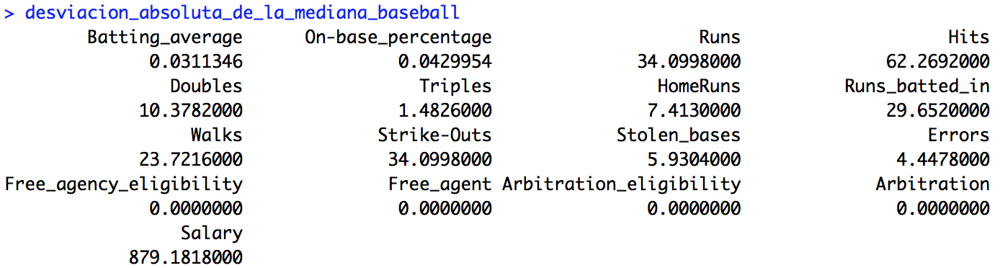 > desviacion_absoluta_de_la_mediana_baseball
Batting_average On-base_percentage Runs Hits
0.0311346 0.0429954 34.0998000 62.2692000
Doubles Triples HomeRuns Runs_batted_in
10.3782000 1.4826000 7.4130000 29.6520000
Walks Strike-Outs Stolen_bases Errors
23.7216000 34.0998000 5.9304000 4.4478000
Free_agency_eligibility Free_agent Arbitration_eligibility Arbitration
0.0000000 0.0000000 0.0000000 0.0000000
Salary
879.1818000